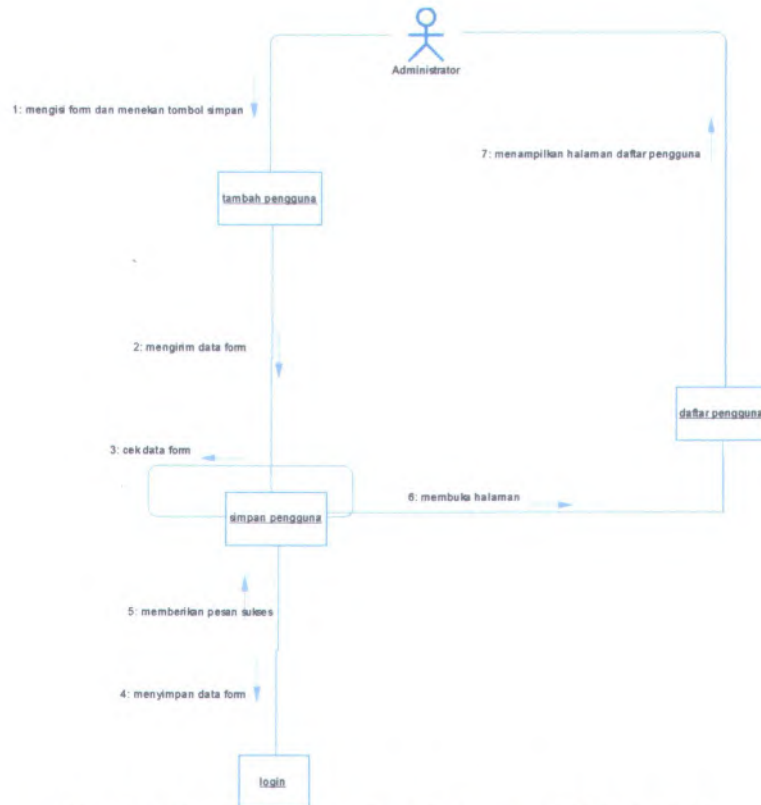 Administrator
1: mengisi form dan menekan tombol simpan
7: menampilkan halaman daftar pengguna
tambah pengguna
2: mengirim data form
daftar pengguna
3: cek data form
6: membuka halaman
simpan pengguna
5: memberikan pesan sukses
4: menyimpan data form
login